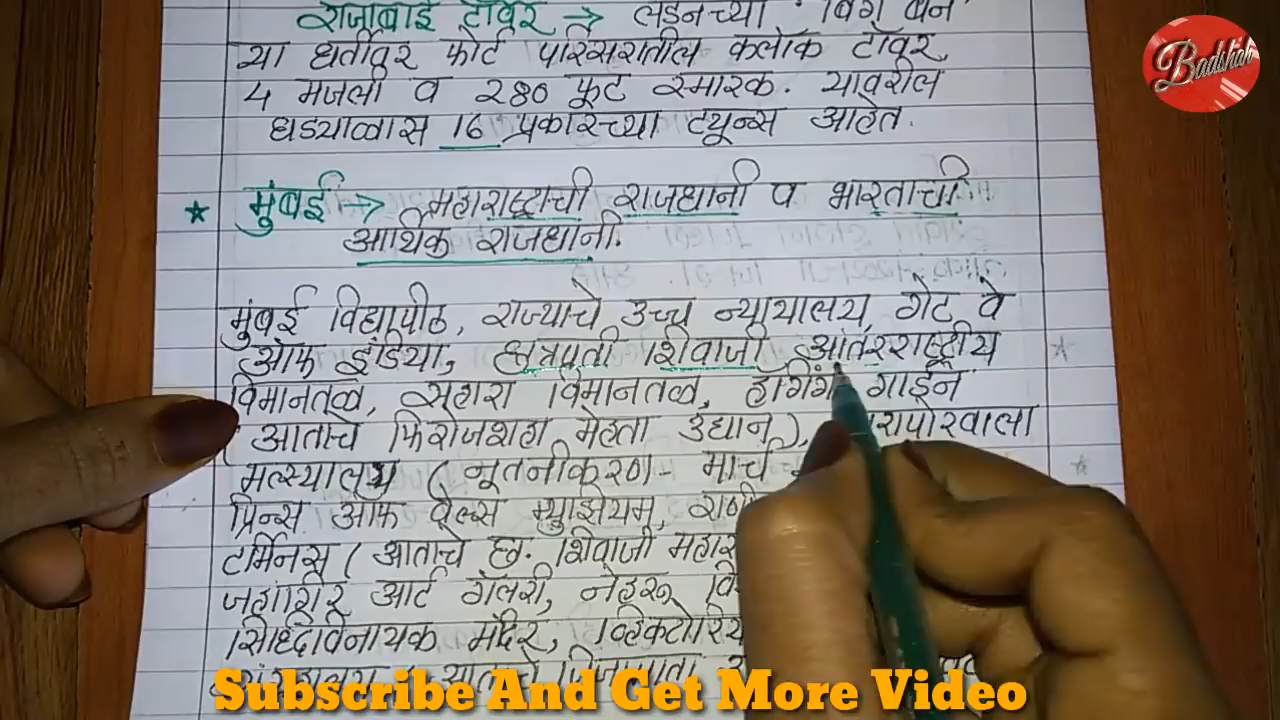 राजाबाई टॉवर → लंडनच्या 'बिग बेन'
या धर्तीवर फोर्ट परिसरातील क्लॉक टॉवर
4 मजली व २८० फूट स्मारक. यावरील
घड्याळास 16 प्रकारच्या ट्यून्स आहेत.
★ मुंबई → महाराष्ट्राची राजधानी व भारताची
आर्थिक राजधानी.
मुंबई विद्यापीठ, राज्याचे उच्च न्यायालय, गेट वे
ऑफ इंडिया, छत्रपती शिवाजी आंतरराष्ट्रीय
विमानतळ, सहारा विमानतळ, हँगिंग गार्डन
(आताचे फिरोजशहा मेहता उद्यान),
मत्स्यालय (नूतनीकरण - मार्च
प्रिन्स ऑफ वेल्स म्युझियम,
टर्मिनस (आताचे छ. शिवाजी
जहांगिर आर्ट गॅलरी, नेहरू
सिध्दिविनायक मंदिर,
Badshah
Subscribe And Get More Video